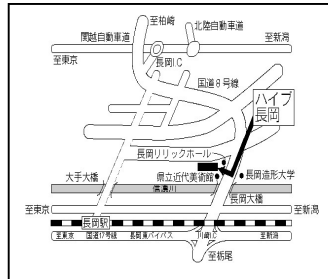 至柏崎
北陸自動車道
関越自動車道
至新潟
至東京
長岡IC
国道8号線
ハイブ
長岡
長岡リリックホール
県立近代美術館
長岡造形大学
大手大橋
信濃川
長岡大橋
至東京
至新潟
長岡駅
至東京
国道17号線
長岡東バイパス
川崎IC
至新潟
至栃尾